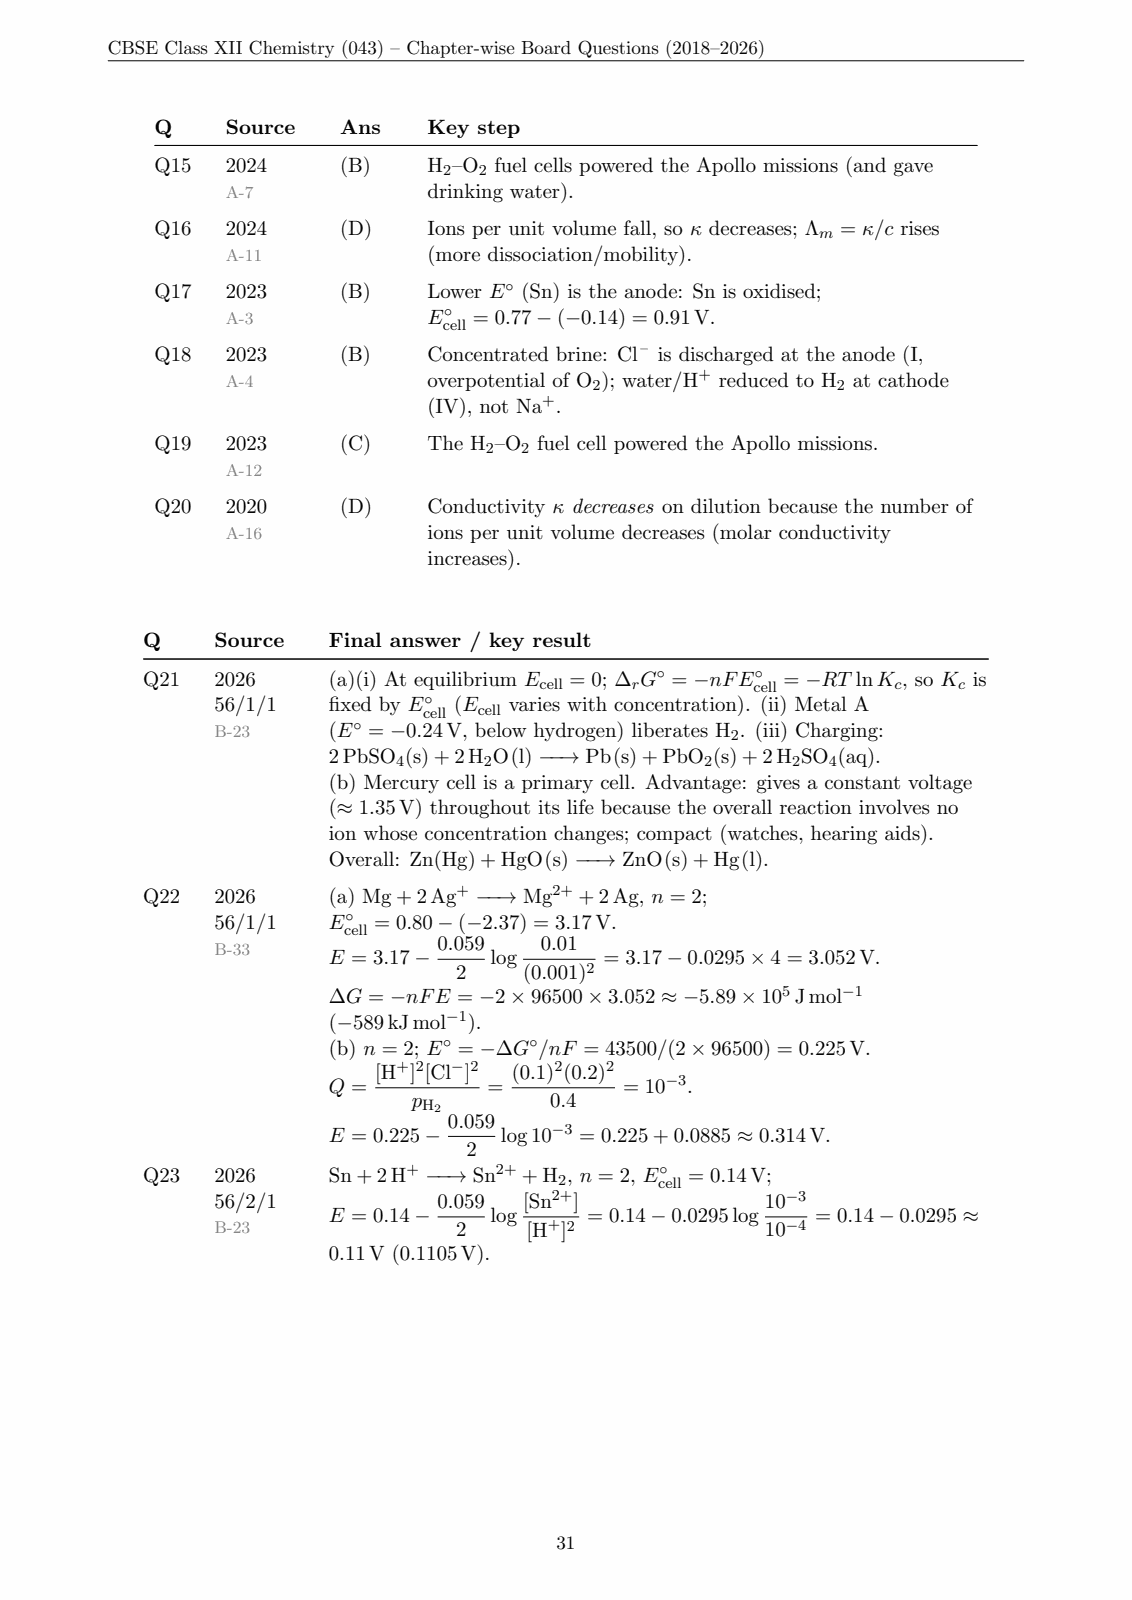 CBSE Class XII Chemistry (043) – Chapter-wise Board Questions (2018–2026)
Q Source Ans Key step
Q15 2024 (B) H₂–O₂ fuel cells powered the Apollo missions (and gave
A-7 drinking water).
Q16 2024 (D) Ions per unit volume fall, so κ decreases; Λₘ = κ/c rises
A-11 (more dissociation/mobility).
Q17 2023 (B) Lower E° (Sn) is the anode: Sn is oxidised;
A-3 E°cell = 0.77 − (−0.14) = 0.91 V.
Q18 2023 (B) Concentrated brine: Cl⁻ is discharged at the anode (I,
A-4 overpotential of O₂); water/H⁺ reduced to H₂ at cathode
(IV), not Na⁺.
Q19 2023 (C) The H₂–O₂ fuel cell powered the Apollo missions.
A-12
Q20 2020 (D) Conductivity κ decreases on dilution because the number of
A-16 ions per unit volume decreases (molar conductivity
increases).
Q Source Final answer / key result
Q21 2026 (a)(i) At equilibrium Ecell = 0; ΔᵣG° = −nFE°cell = −RT ln Kc, so Kc is
56/1/1 fixed by E°cell (Ecell varies with concentration). (ii) Metal A
B-23 (E° = −0.24 V, below hydrogen) liberates H₂. (iii) Charging:
2 PbSO₄(s) + 2 H₂O(l) ⟶ Pb(s) + PbO₂(s) + 2 H₂SO₄(aq).
(b) Mercury cell is a primary cell. Advantage: gives a constant voltage
(≈ 1.35 V) throughout its life because the overall reaction involves no
ion whose concentration changes; compact (watches, hearing aids).
Overall: Zn(Hg) + HgO(s) ⟶ ZnO(s) + Hg(l).
Q22 2026 (a) Mg + 2 Ag⁺ ⟶ Mg²⁺ + 2 Ag, n = 2;
56/1/1 E°cell = 0.80 − (−2.37) = 3.17 V.
B-33 E = 3.17 − 0.059/2 log 0.01/(0.001)² = 3.17 − 0.0295 × 4 = 3.052 V.
ΔG = −nFE = −2 × 96500 × 3.052 ≈ −5.89 × 10⁵ J mol⁻¹
(−589 kJ mol⁻¹).
(b) n = 2; E° = −ΔG°/nF = 43500/(2 × 96500) = 0.225 V.
Q = [H⁺]²[Cl⁻]²/pH₂ = (0.1)²(0.2)²/0.4 = 10⁻³.
E = 0.225 − 0.059/2 log 10⁻³ = 0.225 + 0.0885 ≈ 0.314 V.
Q23 2026 Sn + 2 H⁺ ⟶ Sn²⁺ + H₂, n = 2, E°cell = 0.14 V;
56/2/1 E = 0.14 − 0.059/2 log [Sn²⁺]/[H⁺]² = 0.14 − 0.0295 log 10⁻³/10⁻⁴ = 0.14 − 0.0295 ≈
B-23 0.11 V (0.1105 V).
31